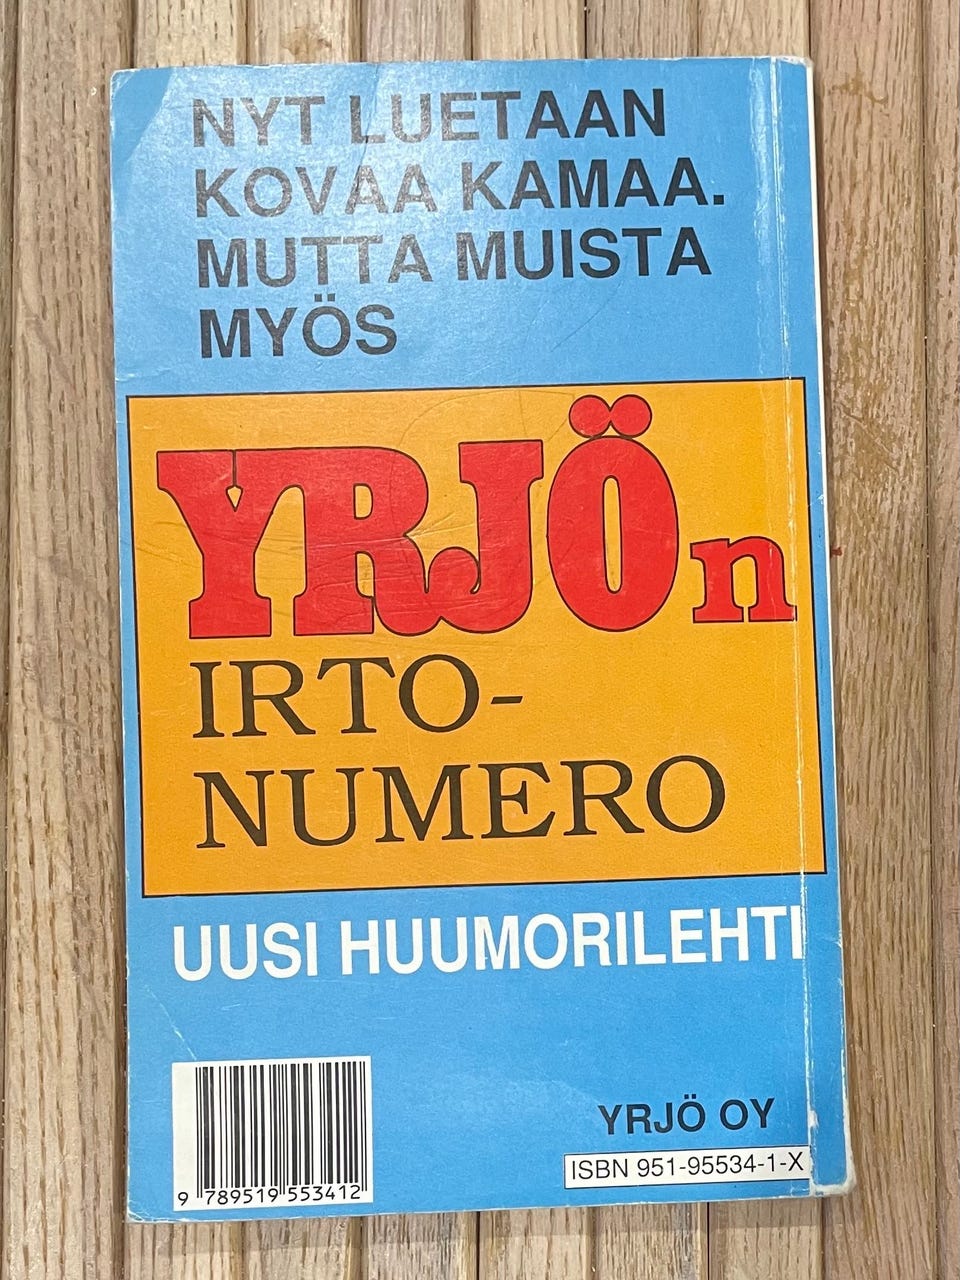 NYT LUETAAN
KOVAA KAMAA.
MUTTA MUISTA
MYÖS
YRJÖn
IRTO-
NUMERO
UUSI HUUMORILEHTI
YRJÖ OY
ISBN 951-95534-1-X
9 789519 553412